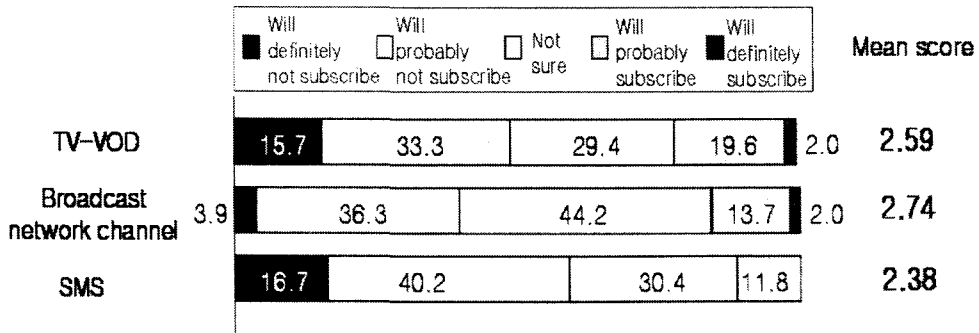 Will definitely not subscribe
Will probably not subscribe
Not sure
Will probably subscribe
Will definitely subscribe
Mean score
TV-VOD 15.7 33.3 29.4 19.6 2.0 2.59
Broadcast network channel 3.9 36.3 44.2 13.7 2.0 2.74
SMS 16.7 40.2 30.4 11.8 2.38